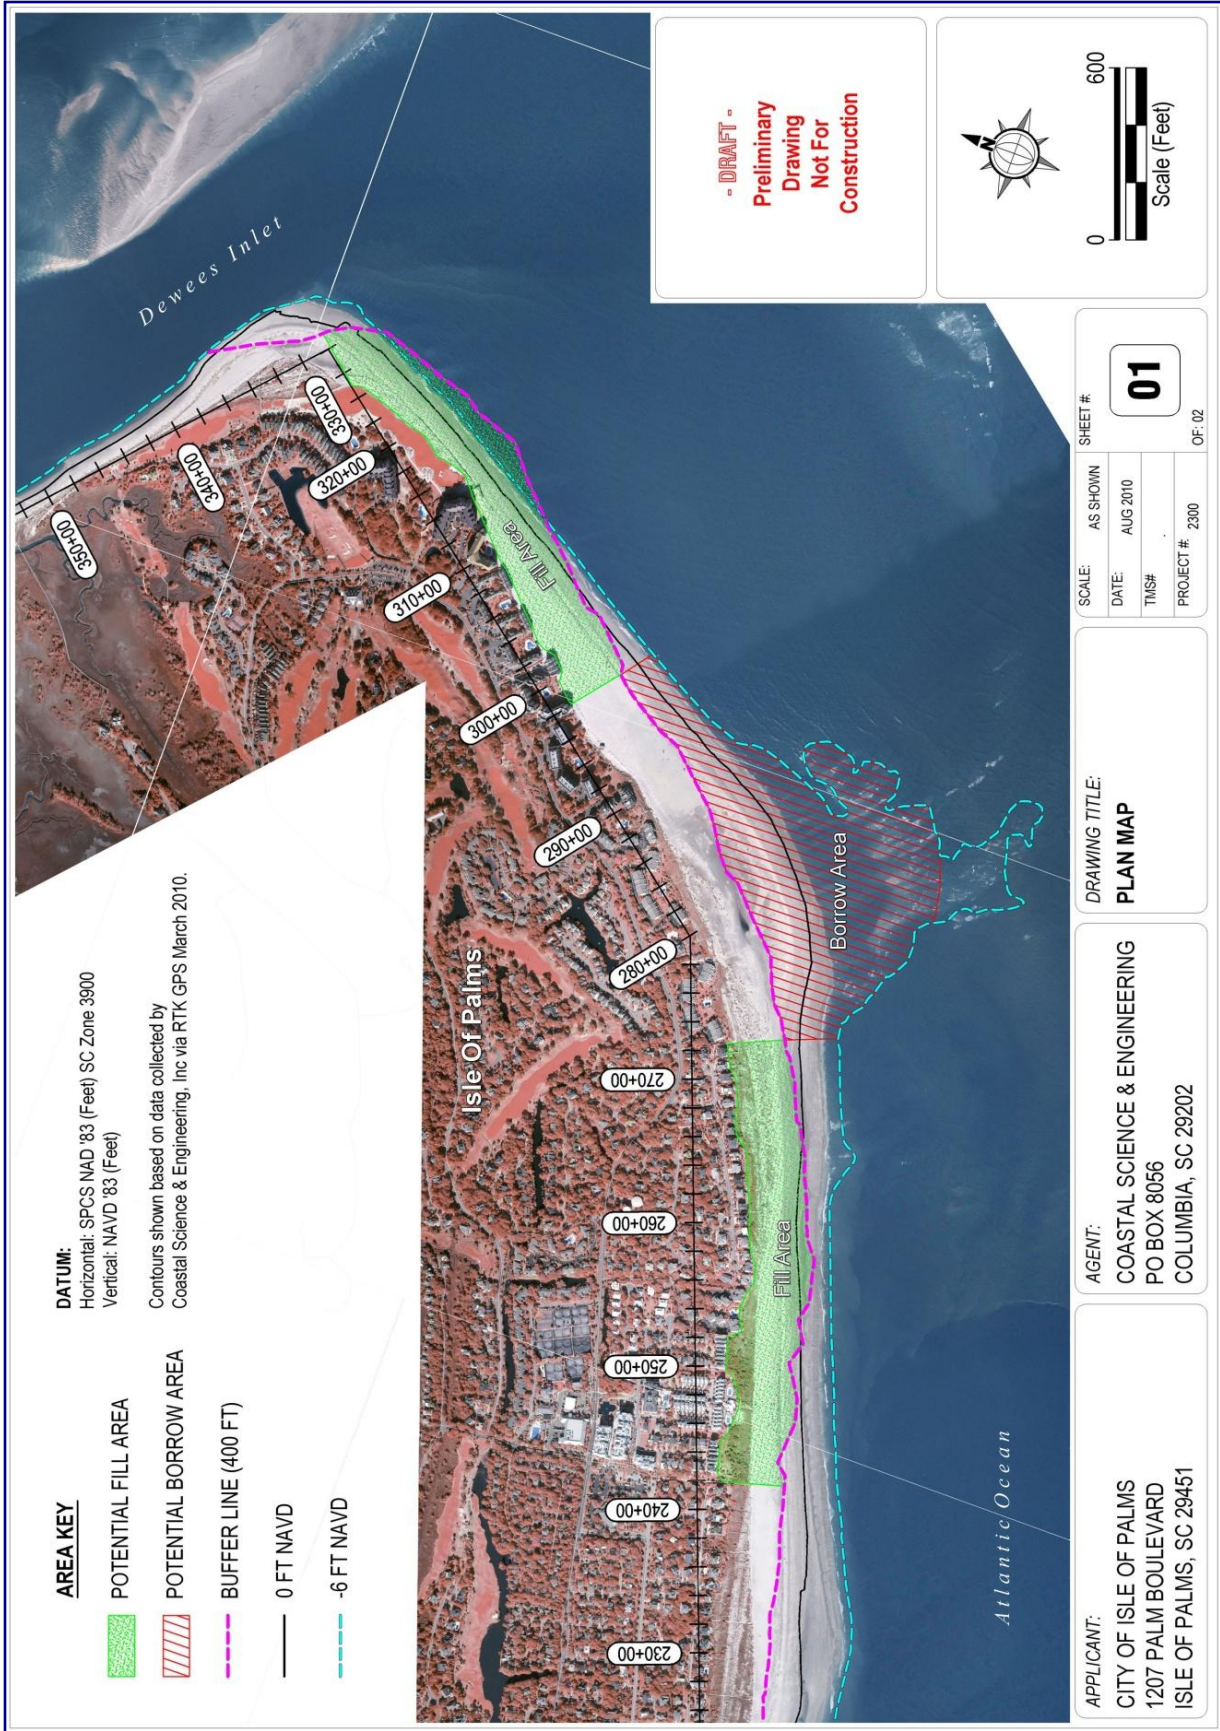 AREA KEY
POTENTIAL FILL AREA
POTENTIAL BORROW AREA
BUFFER LINE (400 FT)
0 FT NAVD
-6 FT NAVD
DATUM:
Horizontal: SPCS NAD '83 (Feet) SC Zone 3900
Vertical: NAVD '83 (Feet)
Contours shown based on data collected by
Coastal Science & Engineering, Inc via RTK GPS March 2010.
Isle Of Palms
Dewees Inlet
Atlantic Ocean
230+00
240+00
250+00
260+00
270+00
280+00
290+00
300+00
310+00
320+00
330+00
340+00
350+00
Fill Area
Borrow Area
Fill Area
- DRAFT -
Preliminary
Drawing
Not For
Construction
N
0 600
Scale (Feet)
APPLICANT:
CITY OF ISLE OF PALMS
1207 PALM BOULEVARD
ISLE OF PALMS, SC 29451
AGENT:
COASTAL SCIENCE & ENGINEERING
PO BOX 8056
COLUMBIA, SC 29202
DRAWING TITLE:
PLAN MAP
SCALE: AS SHOWN
DATE: AUG 2010
TMS# .
PROJECT #: 2300
SHEET #:
01
OF: 02